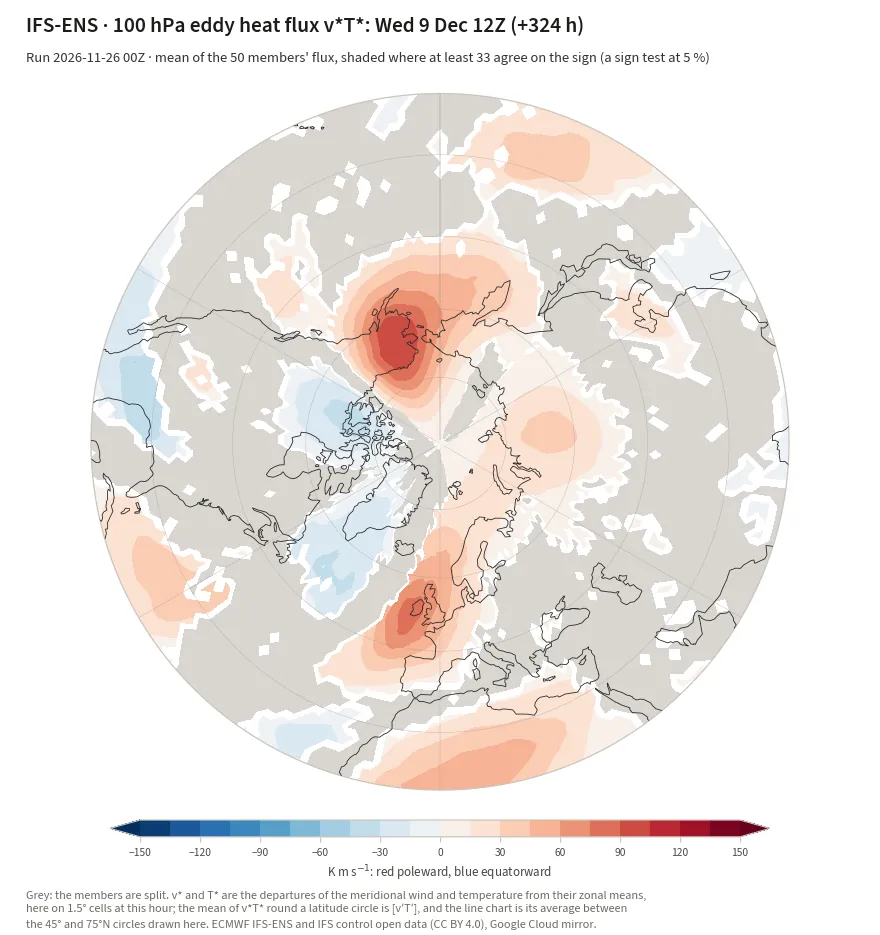 IFS-ENS · 100 hPa eddy heat flux v*T*: Wed 9 Dec 12Z (+324 h)
Run 2026-11-26 00Z · mean of the 50 members' flux, shaded where at least 33 agree on the sign (a sign test at 5 %)
−150 −120 −90 −60 −30 0 30 60 90 120 150
K m s⁻¹: red poleward, blue equatorward
Grey: the members are split. v* and T* are the departures of the meridional wind and temperature from their zonal means,
here on 1.5° cells at this hour; the mean of v*T* round a latitude circle is [v′T′], and the line chart is its average between
the 45° and 75°N circles drawn here. ECMWF IFS-ENS and IFS control open data (CC BY 4.0), Google Cloud mirror.